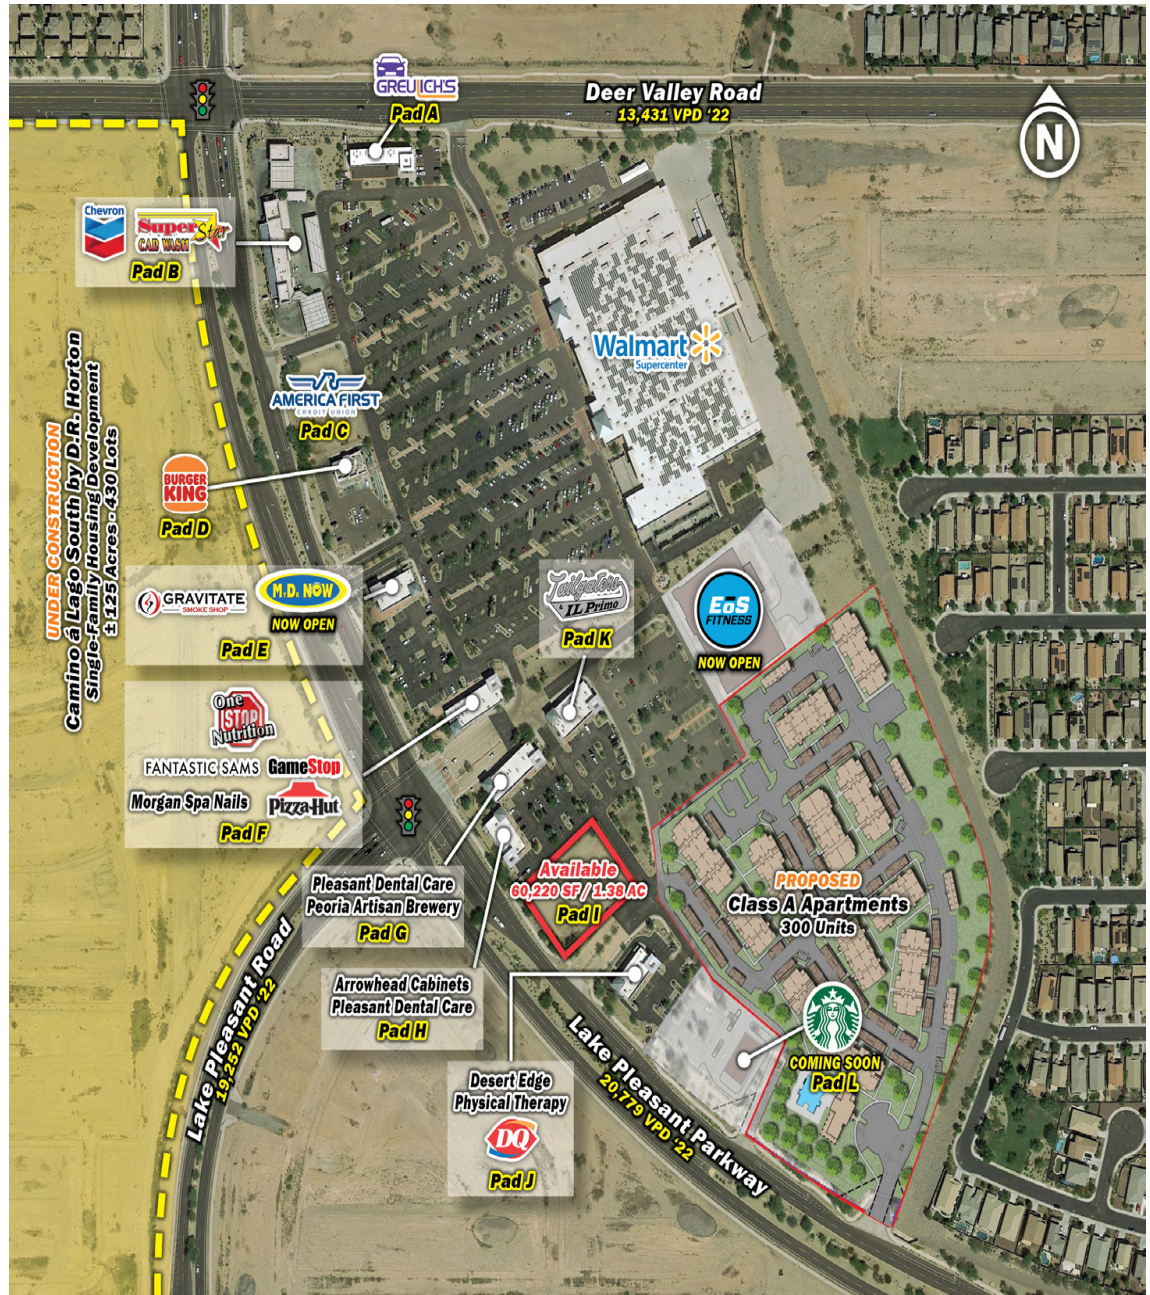 GREULICH'S
Pad A
Deer Valley Road
13,431 VPD '22
N
Chevron
Super Star
CAR WASH
Pad B
Walmart
Supercenter
AMERICA FIRST
CREDIT UNION
Pad C
BURGER
KING
Pad D
UNDER CONSTRUCTION
Camino á Lago South by D.R. Horton
Single-Family Housing Development
±125 Acres - 430 Lots
GRAVITATE
SMOKE SHOP
M.D. NOW
NOW OPEN
Pad E
Tailgaters
& IL Primo
Pad K
EōS
FITNESS
NOW OPEN
One
STOP
Nutrition
FANTASTIC SAMS
GameStop
Morgan Spa Nails
Pizza Hut
Pad F
Pleasant Dental Care
Peoria Artisan Brewery
Pad G
Available
60,220 SF / 1.38 AC
Pad I
PROPOSED
Class A Apartments
300 Units
Arrowhead Cabinets
Pleasant Dental Care
Pad H
Lake Pleasant Road
19,252 VPD '22
COMING SOON
Pad L
Lake Pleasant Parkway
20,779 VPD '22
Desert Edge
Physical Therapy
DQ
Pad J